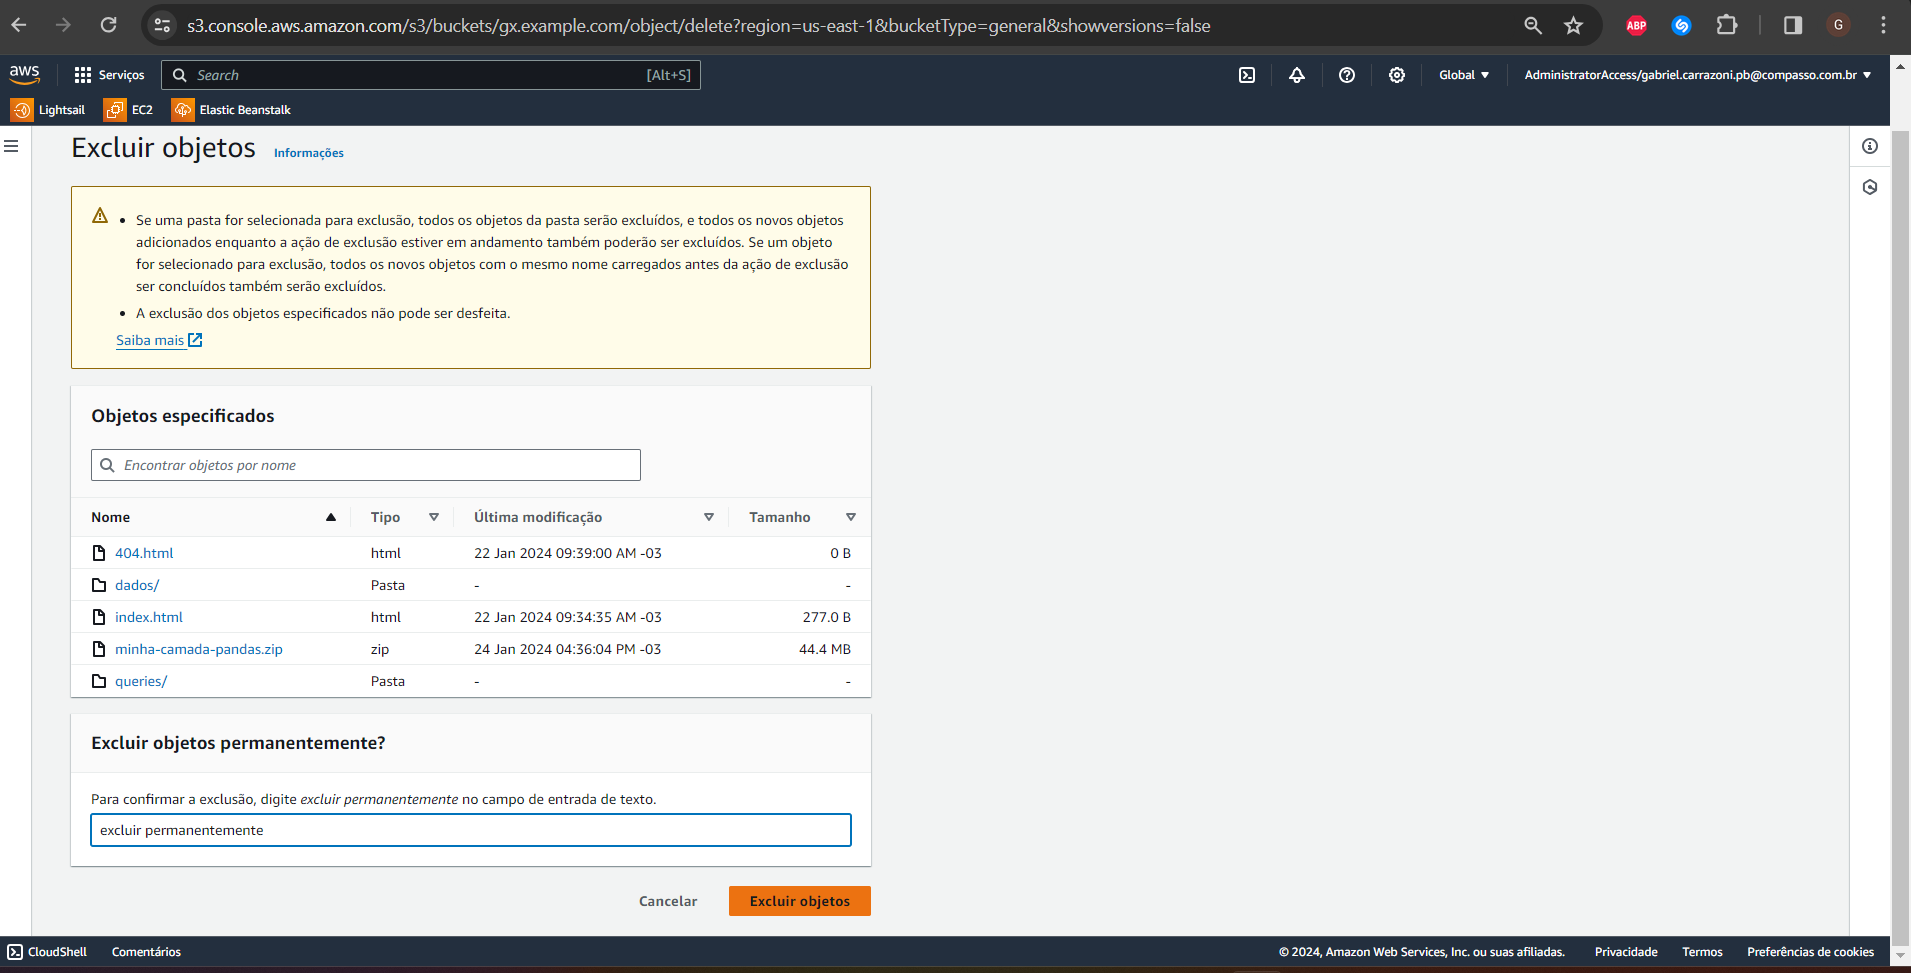 s3.console.aws.amazon.com/s3/buckets/gx.example.com/object/delete?region=us-east-1&bucketType=general&showversions=false
ABP
G
aws
Serviços
Search
[Alt+S]
Global
AdministratorAccess/gabriel.carrazoni.pb@compasso.com.br
Lightsail
EC2
Elastic Beanstalk
Excluir objetos
Informações
Se uma pasta for selecionada para exclusão, todos os objetos da pasta serão excluídos, e todos os novos objetos
adicionados enquanto a ação de exclusão estiver em andamento também poderão ser excluídos. Se um objeto
for selecionado para exclusão, todos os novos objetos com o mesmo nome carregados antes da ação de exclusão
ser concluídos também serão excluídos.
A exclusão dos objetos especificados não pode ser desfeita.
Saiba mais
Objetos especificados
Encontrar objetos por nome
Nome Tipo Última modificação Tamanho
404.html html 22 Jan 2024 09:39:00 AM -03 0 B
dados/ Pasta - -
index.html html 22 Jan 2024 09:34:35 AM -03 277.0 B
minha-camada-pandas.zip zip 24 Jan 2024 04:36:04 PM -03 44.4 MB
queries/ Pasta - -
Excluir objetos permanentemente?
Para confirmar a exclusão, digite excluir permanentemente no campo de entrada de texto.
excluir permanentemente
Cancelar
Excluir objetos
CloudShell
Comentários
© 2024, Amazon Web Services, Inc. ou suas afiliadas.
Privacidade
Termos
Preferências de cookies